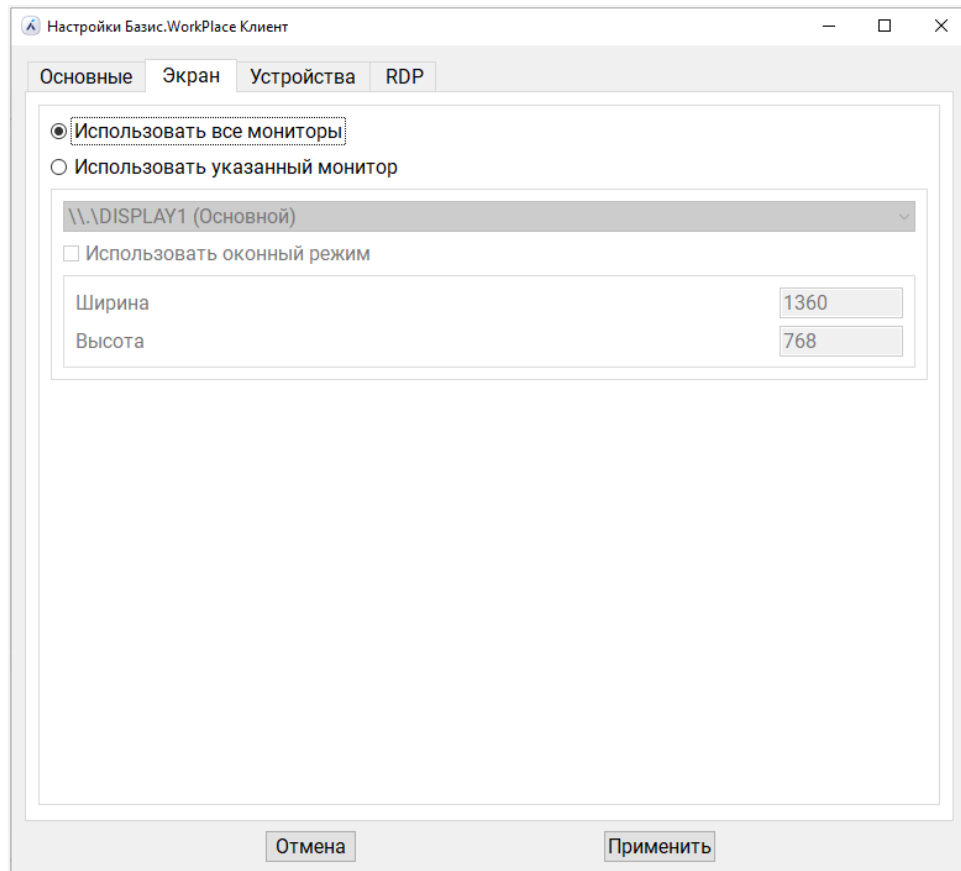 Настройки Базис.WorkPlace Клиент
Основные Экран Устройства RDP
Использовать все мониторы
Использовать указанный монитор
\\.\DISPLAY1 (Основной)
Использовать оконный режим
Ширина 1360
Высота 768
Отмена Применить